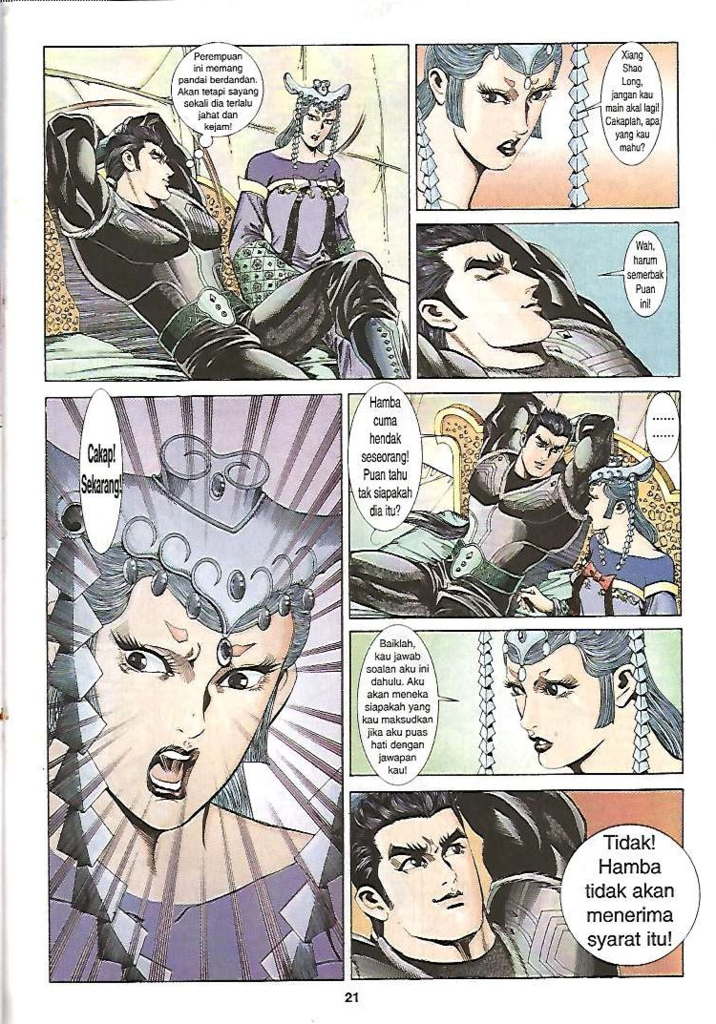 Perempuan
ini memang
pandai berdandan.
Akan tetapi sayang
sekali dia terlalu
jahat dan
kejam!
Xiang
Shao
Long,
jangan kau
main akal lagi!
Cakaplah, apa
yang kau
mahu?
Wah,
harum
semerbak
Puan
ini!
Cakap!
Sekarang!
Hamba
cuma
hendak
seseorang!
Puan tahu
tak siapakah
dia itu?
......
......
Baiklah,
kau jawab
soalan aku ini
dahulu. Aku
akan meneka
siapakah yang
kau maksudkan
jika aku puas
hati dengan
jawapan
kau!
Tidak!
Hamba
tidak akan
menerima
syarat itu!
21